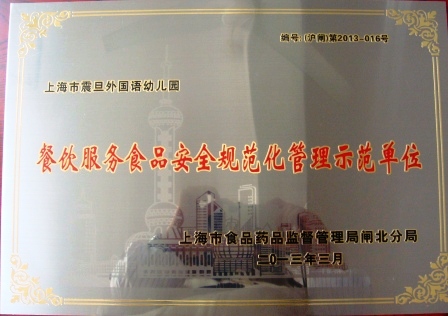 编号:(沪闸)第2013-016号
上海市震旦外国语幼儿园
餐饮服务食品安全规范化管理示范单位
上海市食品药品监督管理局闸北分局
二〇一三年三月